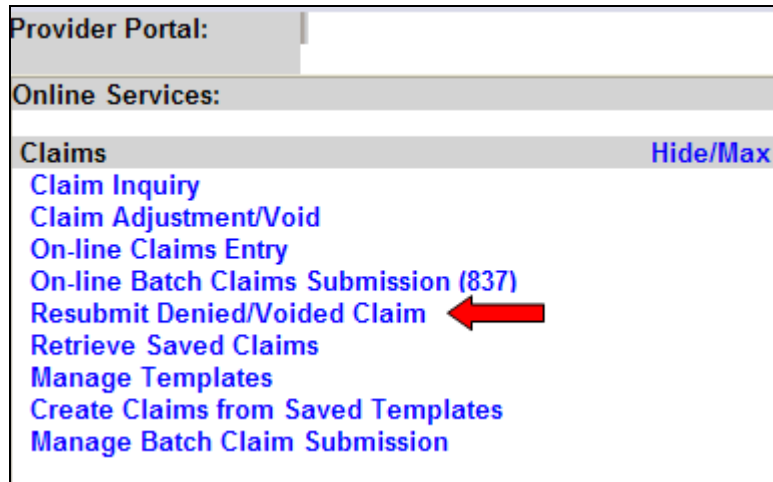 Provider Portal:
Online Services:
Claims Hide/Max
Claim Inquiry
Claim Adjustment/Void
On-line Claims Entry
On-line Batch Claims Submission (837)
Resubmit Denied/Voided Claim
Retrieve Saved Claims
Manage Templates
Create Claims from Saved Templates
Manage Batch Claim Submission